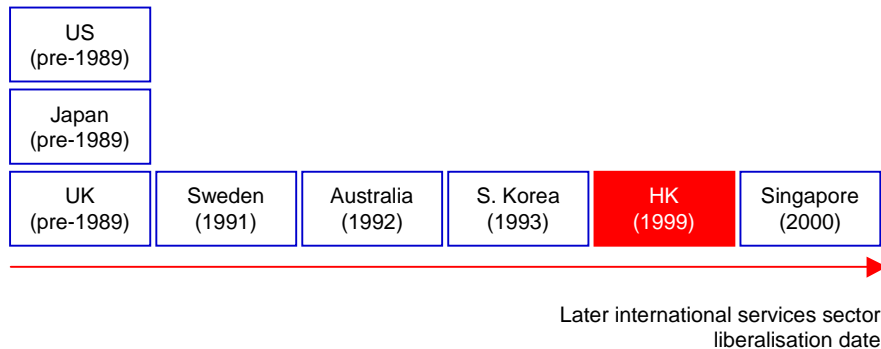 US
(pre-1989)
Japan
(pre-1989)
UK
(pre-1989)
Sweden
(1991)
Australia
(1992)
S. Korea
(1993)
HK
(1999)
Singapore
(2000)
Later international services sector
liberalisation date